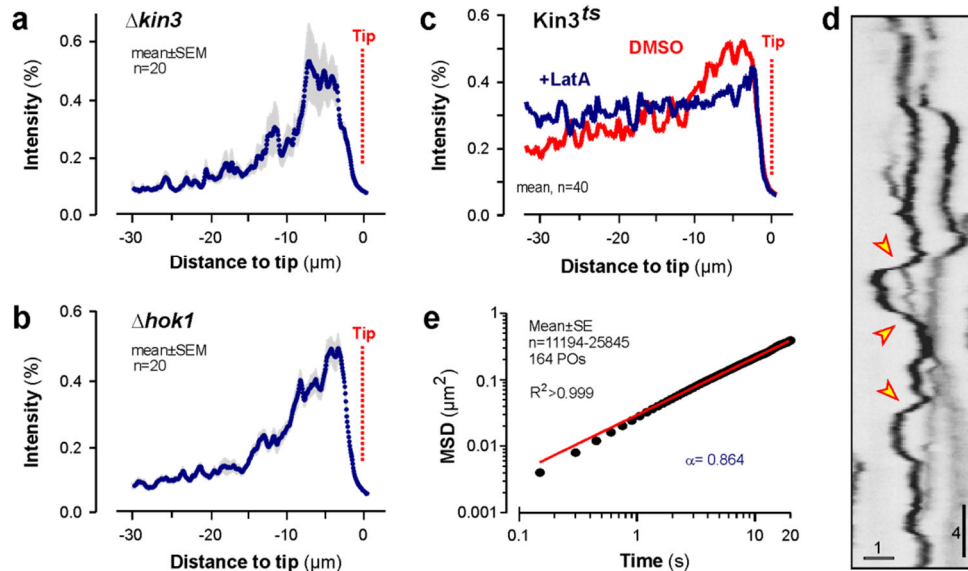 a
Δkin3
mean±SEM
n=20
Tip
Intensity (%)
0.6
0.4
0.2
0.0
-30
-20
-10
0
Distance to tip (µm)
b
Δhok1
mean±SEM
n=20
Tip
Intensity (%)
0.6
0.4
0.2
0.0
-30
-20
-10
0
Distance to tip (µm)
c
Kin3ts
DMSO
Tip
+LatA
Intensity (%)
0.6
0.4
0.2
0.0
mean, n=40
-30
-20
-10
0
Distance to tip (µm)
e
Mean±SE
n=11194-25845
164 POs
R2>0.999
α= 0.864
MSD (µm2)
1
0.1
0.01
0.001
0.1
1
10
20
Time (s)
d
1
4